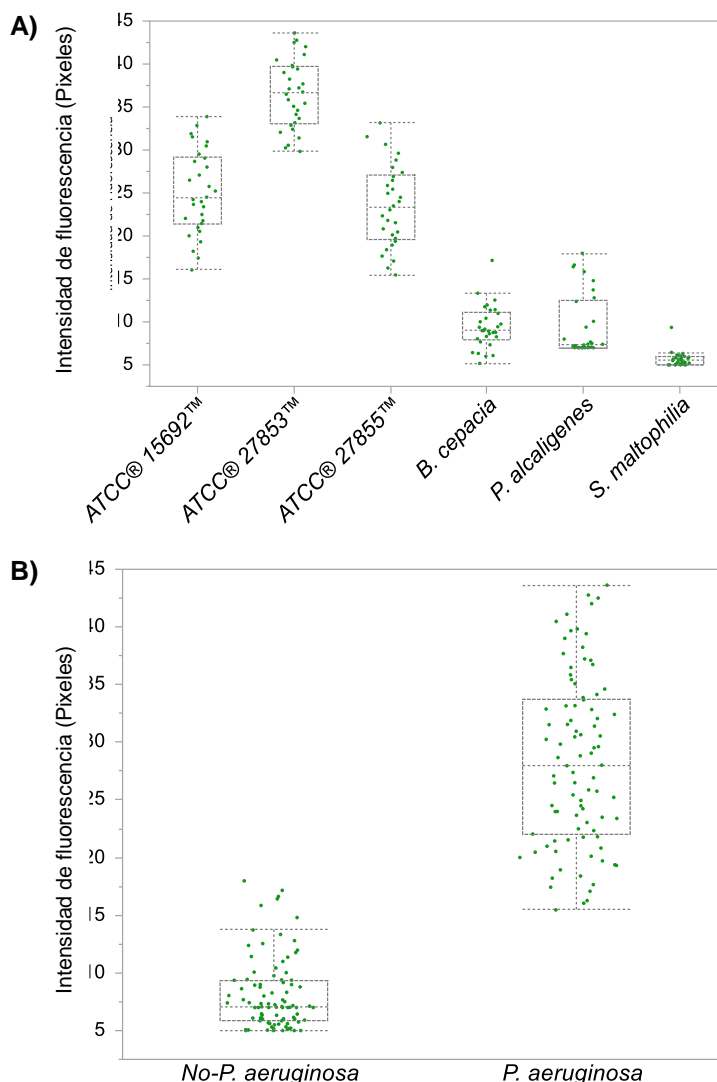 A)
Intensidad de fluorescencia (Pixeles)
45
40
35
30
25
20
15
10
5
ATCC® 15692™
ATCC® 27853™
ATCC® 27855™
B. cepacia
P. alcaligenes
S. maltophilia
B)
Intensidad de fluorescencia (Pixeles)
45
40
35
30
25
20
15
10
5
No-P. aeruginosa
P. aeruginosa